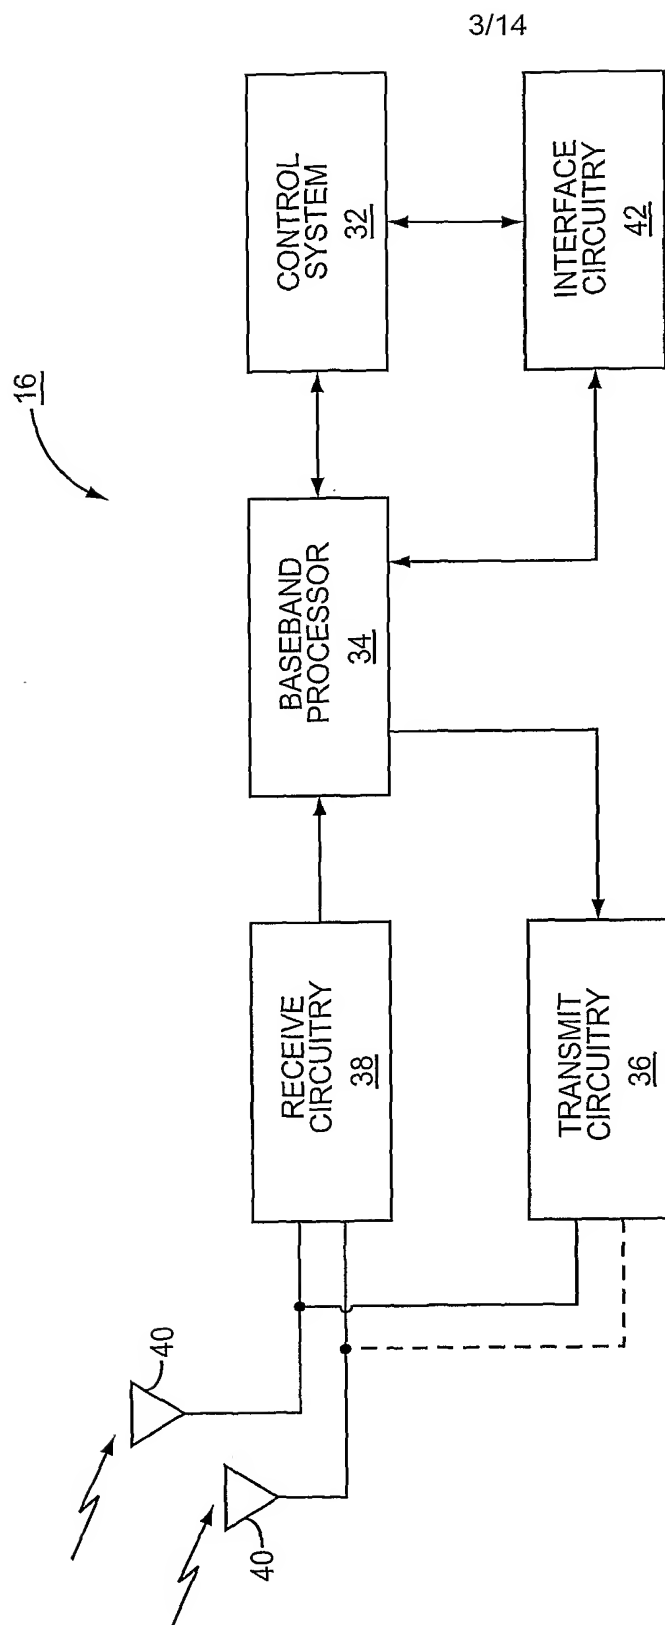 3/14
16
CONTROL
SYSTEM
32
INTERFACE
CIRCUITRY
42
BASEBAND
PROCESSOR
34
RECEIVE
CIRCUITRY
38
TRANSMIT
CIRCUITRY
36
40
40